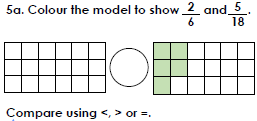 5a. Colour the model to show 2/6 and 5/18.
Compare using <, > or =.